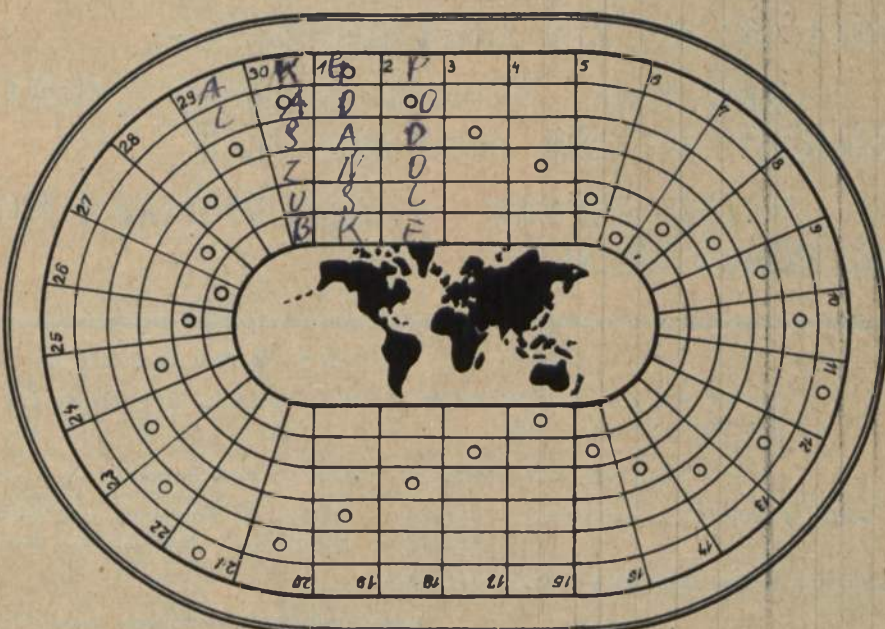 29 A 30 K 1 G 2 P 3 4 5 6
L A D O 7
28 S A D 8
27 Z N O 9
U S L
26 B K E 10
25 11
24 12
23 13
22 14
21 20 19 18 17 15 16